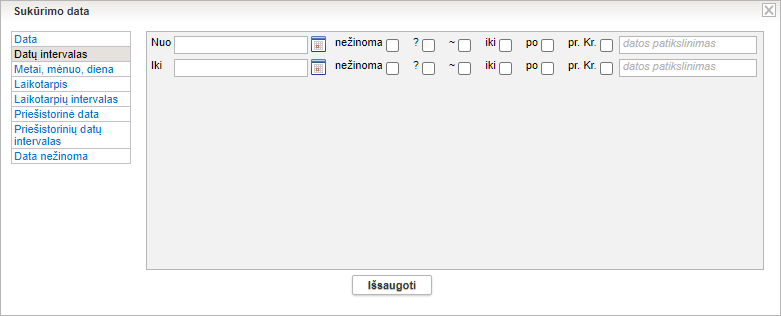 Sukūrimo data
Data
Datų intervalas
Metai, mėnuo, diena
Laikotarpis
Laikotarpių intervalas
Priešistorinė data
Priešistorinių datų
intervalas
Data nežinoma
Nuo nežinoma ? ~ iki po pr. Kr. datos patikslinimas
Iki nežinoma ? ~ iki po pr. Kr. datos patikslinimas
Išsaugoti